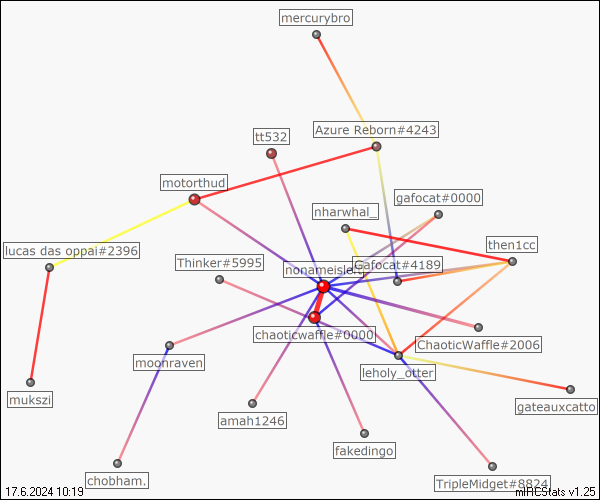 mercurybro
Azure Reborn#4243
tt532
motorthud
gafocat#0000
nharwhal_
then1cc
lucas das oppai#2396
Thinker#5995
Gafocat#4189
chaoticwaffle#0000
ChaoticWaffle#2006
moonraven
leholy_otter
mukszi
gateauxcatto
amah1246
fakedingo
chobham.
TripleMidget#8824
17.6.2024 10:19
mIRCStats v1.25